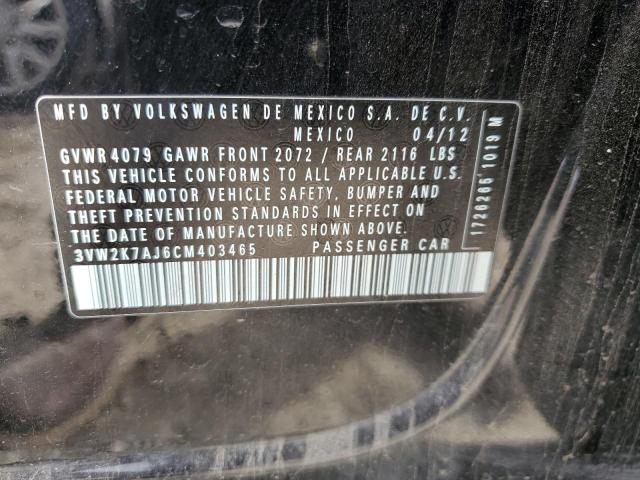 MFD BY VOLKSWAGEN DE MEXICO S.A. DE C.V.
MEXICO 04/12
GVWR 4079 GAWR FRONT 2072 / REAR 2116 LBS
THIS VEHICLE CONFORMS TO ALL APPLICABLE U.S.
FEDERAL MOTOR VEHICLE SAFETY, BUMPER AND
THEFT PREVENTION STANDARDS IN EFFECT ON
THE DATE OF MANUFACTURE SHOWN ABOVE.
3VW2K7AJ6CM403465 PASSENGER CAR
1726266 1019 M